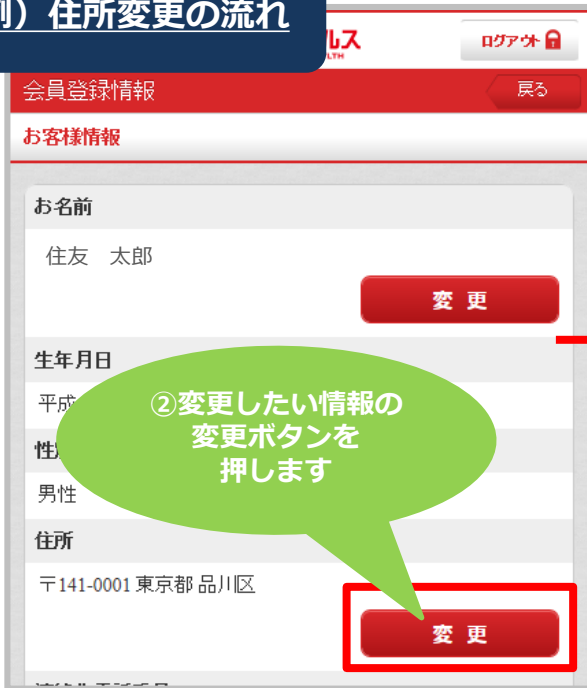 例）住所変更の流れ
ルス
ログアウト
会員登録情報
戻る
お客様情報
お名前
住友　太郎
変 更
生年月日
平成
②変更したい情報の
変更ボタンを
押します
男性
住所
〒141-0001 東京都 品川区
変 更